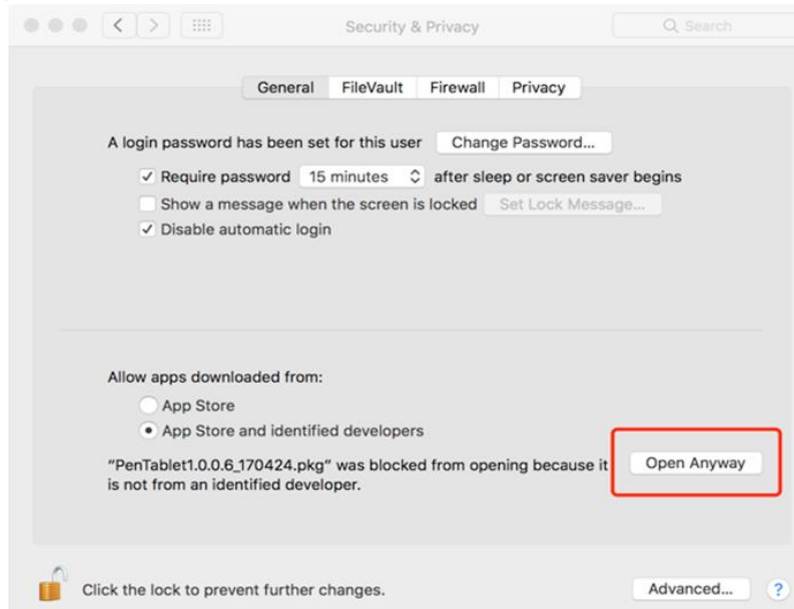 Security & Privacy
Search
General FileVault Firewall Privacy
A login password has been set for this user Change Password...
Require password 15 minutes after sleep or screen saver begins
Show a message when the screen is locked Set Lock Message...
Disable automatic login
Allow apps downloaded from:
App Store
App Store and identified developers
“PenTablet1.0.0.6_170424.pkg” was blocked from opening because it
is not from an identified developer.
Open Anyway
Click the lock to prevent further changes.
Advanced... ?